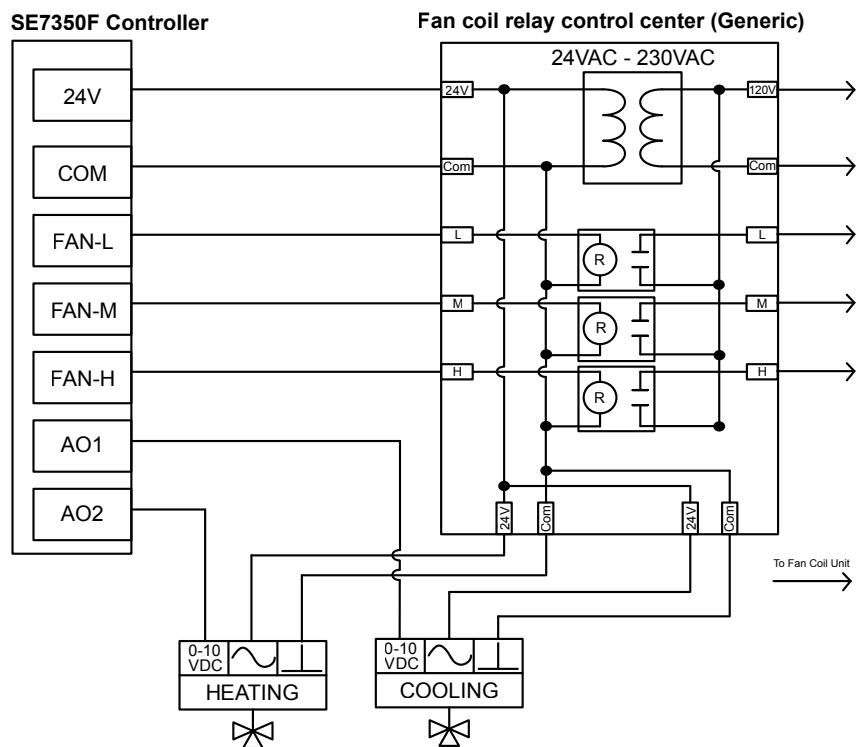 SE7350F Controller
Fan coil relay control center (Generic)
24VAC - 230VAC
24V
24V
120V
COM
Com
Com
FAN-L
L
L
R
FAN-M
M
M
R
FAN-H
H
H
R
AO1
AO2
24V
Com
24V
Com
To Fan Coil Unit
0-10
VDC
HEATING
0-10
VDC
COOLING